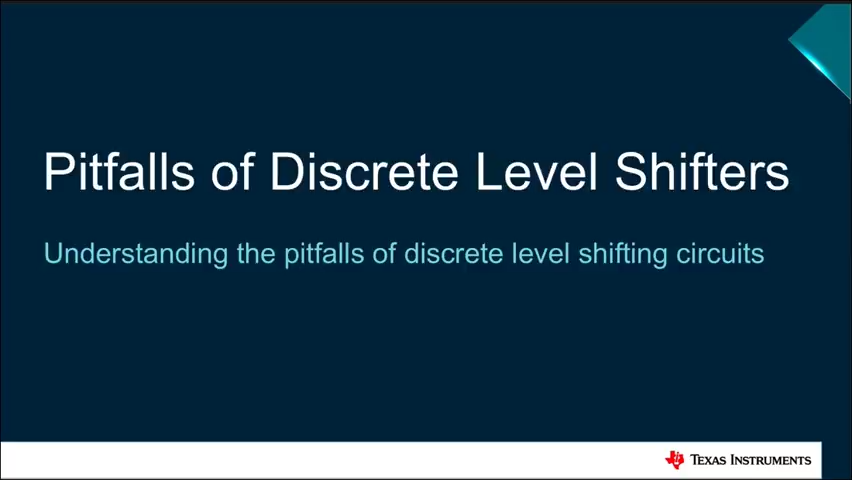 Pitfalls of Discrete Level Shifters
Understanding the pitfalls of discrete level shifting circuits
TEXAS INSTRUMENTS